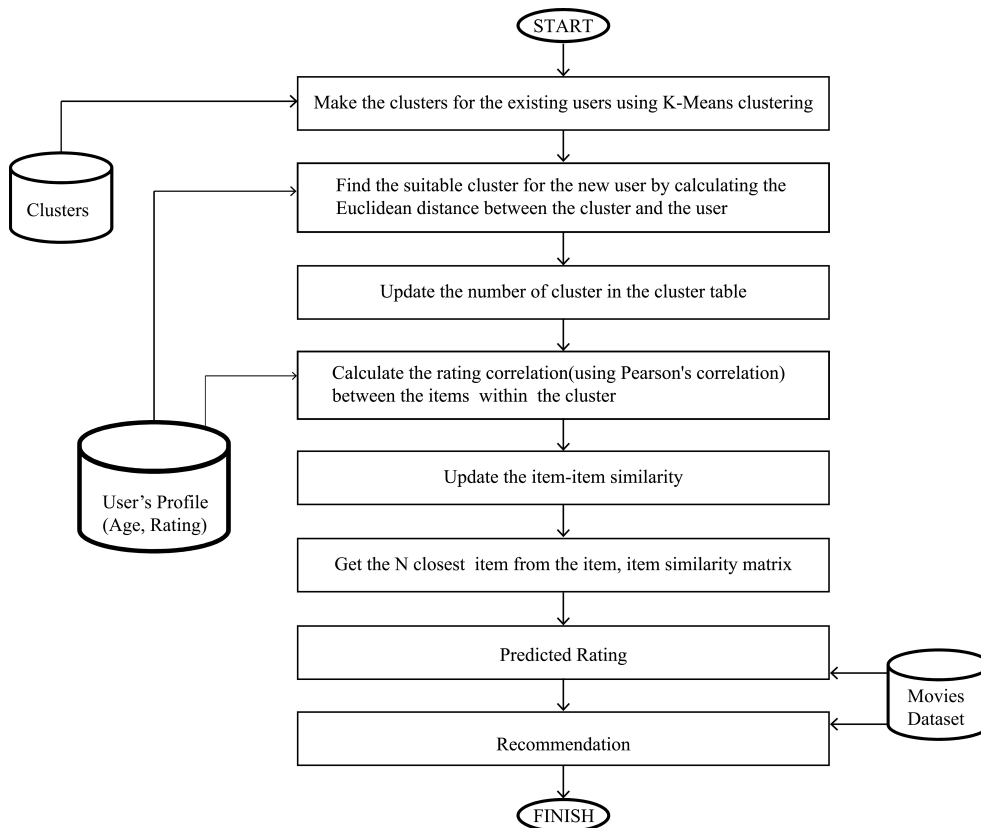 START
Make the clusters for the existing users using K-Means clustering
Find the suitable cluster for the new user by calculating the
Euclidean distance between the cluster and the user
Clusters
Update the number of cluster in the cluster table
Calculate the rating correlation(using Pearson's correlation)
between the items within the cluster
Update the item-item similarity
User’s Profile
(Age, Rating)
Get the N closest item from the item, item similarity matrix
Predicted Rating
Movies
Dataset
Recommendation
FINISH